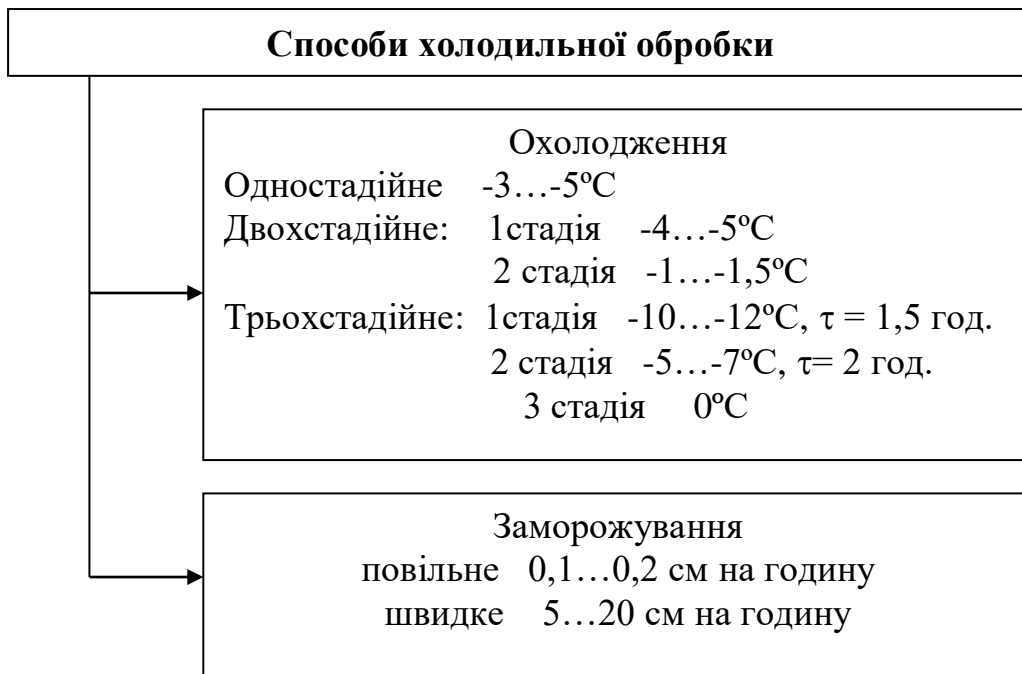 Способи холодильної обробки
Охолодження
Одностадійне -3…-5ºС
Двохстадійне: 1стадія -4…-5ºС
2 стадія -1…-1,5ºС
Трьохстадійне: 1стадія -10…-12ºС, τ = 1,5 год.
2 стадія -5…-7ºС, τ= 2 год.
3 стадія 0ºС
Заморожування
повільне 0,1…0,2 см на годину
швидке 5…20 см на годину